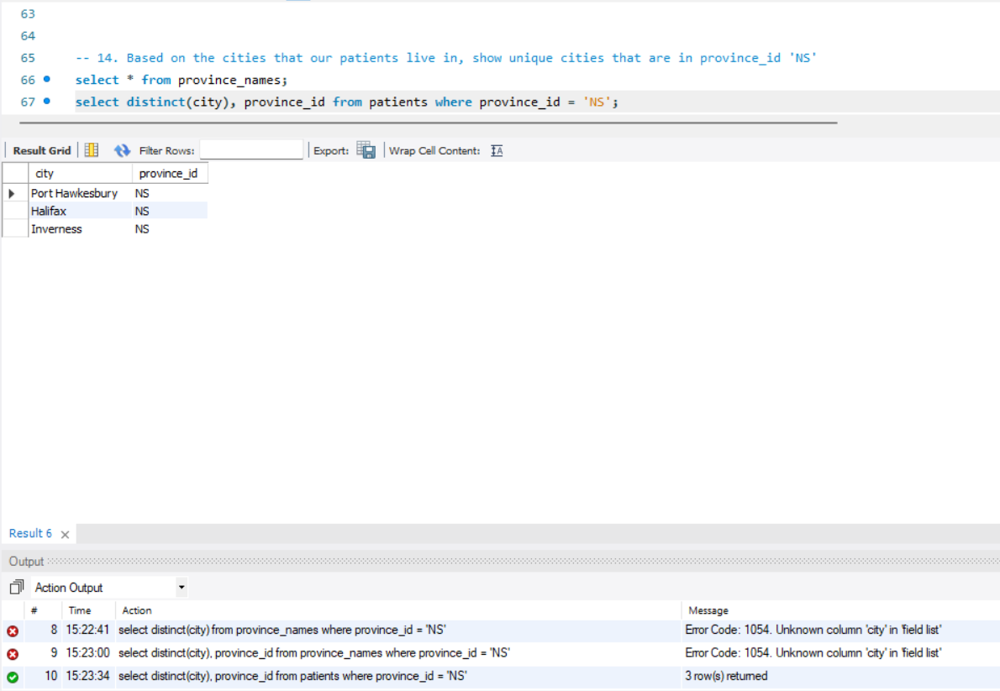 63
64
65 -- 14. Based on the cities that our patients live in, show unique cities that are in province_id 'NS'
66 select * from province_names;
67 select distinct(city), province_id from patients where province_id = 'NS';
Result Grid Filter Rows: Export: Wrap Cell Content: IA
city province_id
Port Hawkesbury NS
Halifax NS
Inverness NS
Result 6 ×
Output
Action Output
# Time Action Message
8 15:22:41 select distinct(city) from province_names where province_id = 'NS' Error Code: 1054. Unknown column 'city' in 'field list'
9 15:23:00 select distinct(city), province_id from province_names where province_id = 'NS' Error Code: 1054. Unknown column 'city' in 'field list'
10 15:23:34 select distinct(city), province_id from patients where province_id = 'NS' 3 row(s) returned